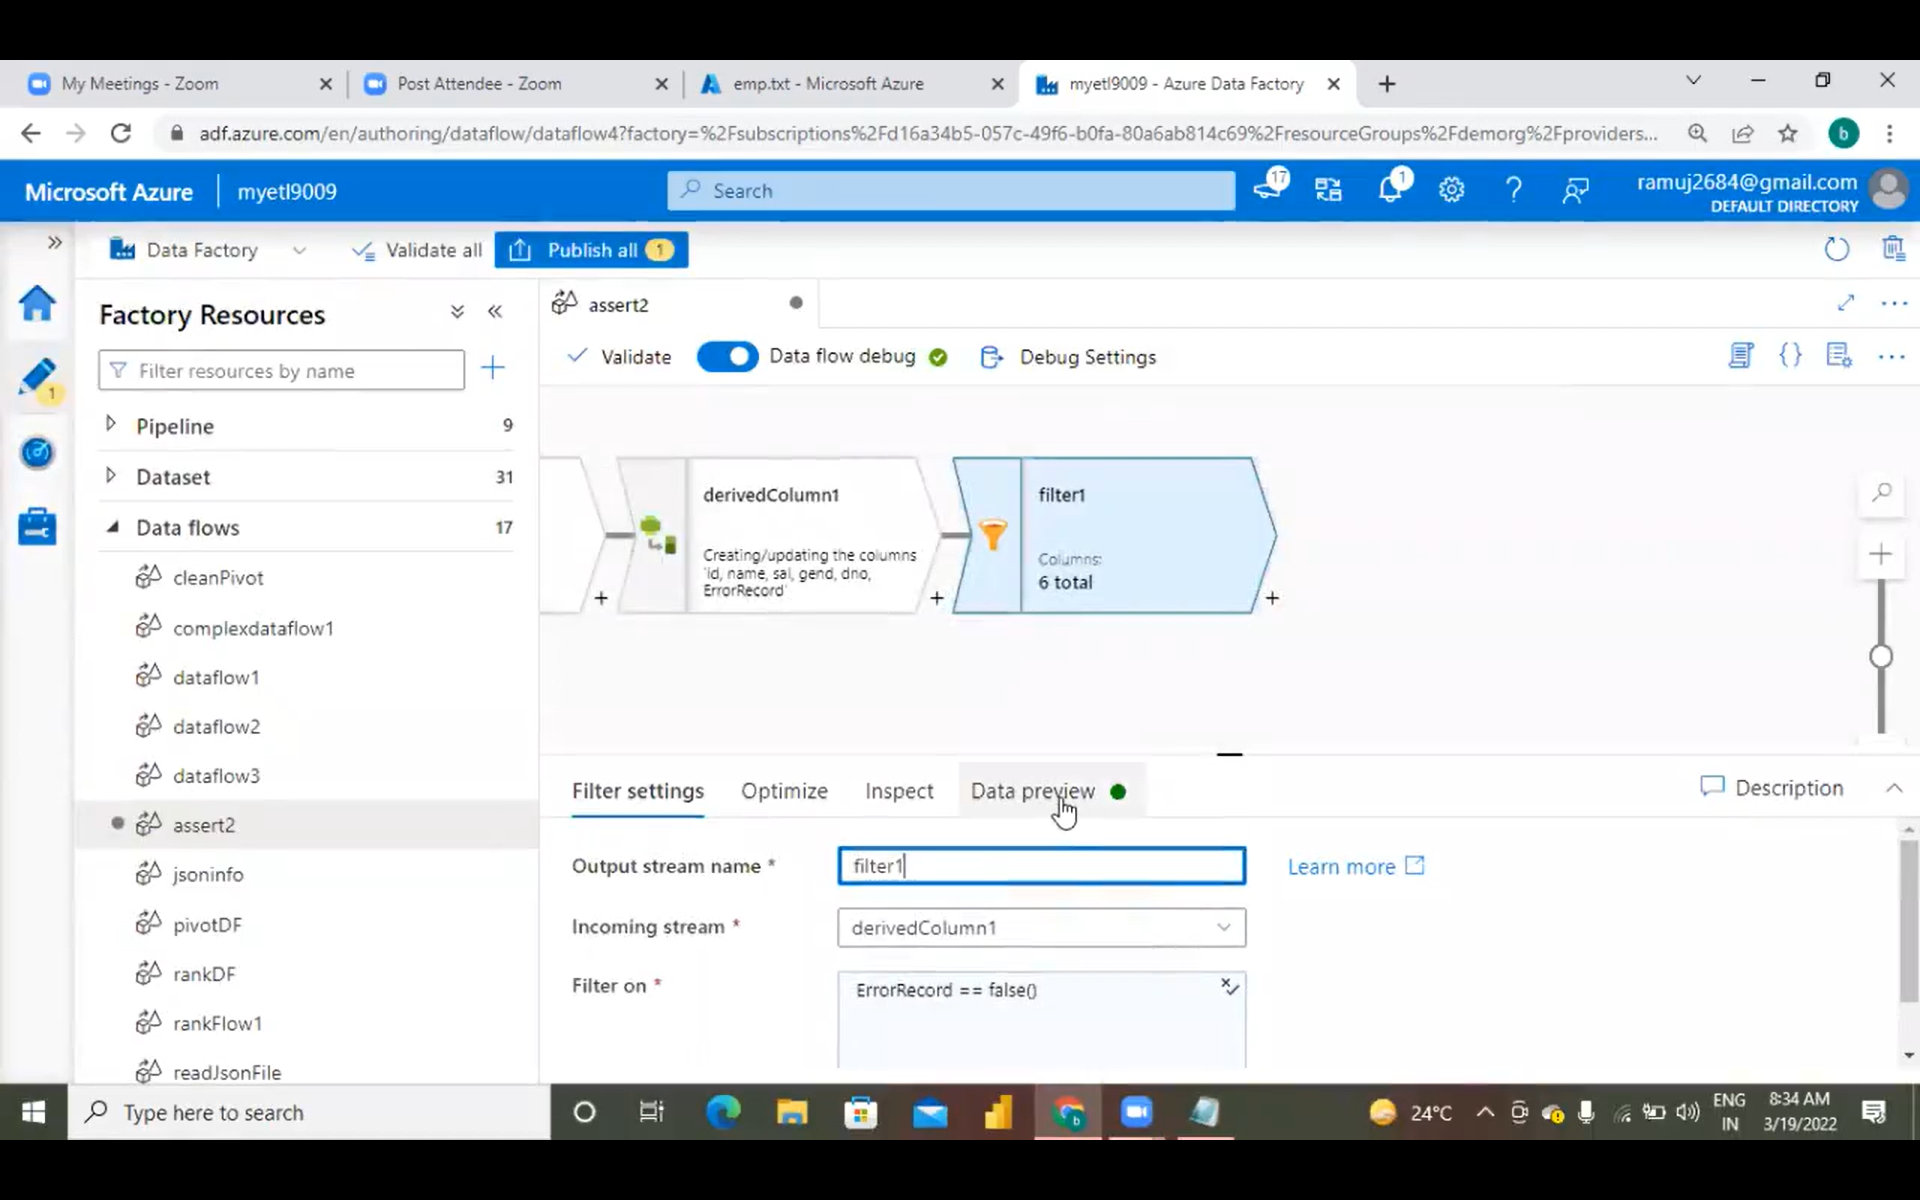 My Meetings - Zoom
Post Attendee - Zoom
emp.txt - Microsoft Azure
myetl9009 - Azure Data Factory
adf.azure.com/en/authoring/dataflow/dataflow4?factory=%2Fsubscriptions%2Fd16a34b5-057c-49f6-b0fa-80a6ab814c69%2FresourceGroups%2Fdemorg%2Fproviders...
b
Microsoft Azure
myetl9009
Search
17
1
ramuj2684@gmail.com
DEFAULT DIRECTORY
Data Factory
Validate all
Publish all 1
Factory Resources
assert2
Filter resources by name
Validate
Data flow debug
Debug Settings
1
Pipeline 9
Dataset 31
Data flows 17
cleanPivot
complexdataflow1
dataflow1
dataflow2
dataflow3
assert2
jsoninfo
pivotDF
rankDF
rankFlow1
readJsonFile
derivedColumn1
Creating/updating the columns
'id, name, sal, gend, dno,
ErrorRecord'
filter1
Columns:
6 total
Filter settings
Optimize
Inspect
Data preview
Description
Output stream name *
filter1
Learn more
Incoming stream *
derivedColumn1
Filter on *
ErrorRecord == false()
Type here to search
24°C
ENG
IN
8:34 AM
3/19/2022